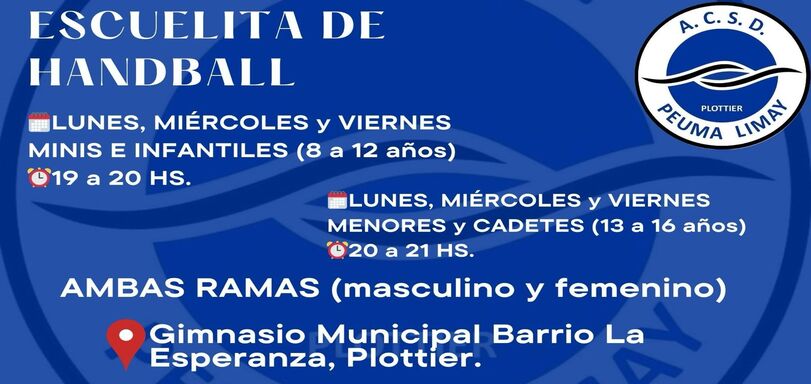 ESCUELITA DE
HANDBALL
A. C. S. D.
PLOTTIER
PEUMA LIMAY
LUNES, MIÉRCOLES y VIERNES
MINIS E INFANTILES (8 a 12 años)
19 a 20 HS.
LUNES, MIÉRCOLES y VIERNES
MENORES y CADETES (13 a 16 años)
20 a 21 HS.
AMBAS RAMAS (masculino y femenino)
Gimnasio Municipal Barrio La
Esperanza, Plottier.